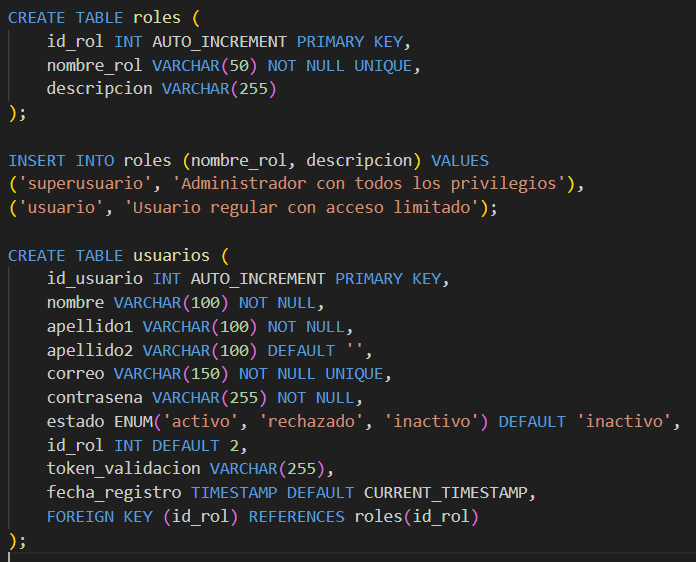 CREATE TABLE roles (
    id_rol INT AUTO_INCREMENT PRIMARY KEY,
    nombre_rol VARCHAR(50) NOT NULL UNIQUE,
    descripcion VARCHAR(255)
);

INSERT INTO roles (nombre_rol, descripcion) VALUES
('superusuario', 'Administrador con todos los privilegios'),
('usuario', 'Usuario regular con acceso limitado');

CREATE TABLE usuarios (
    id_usuario INT AUTO_INCREMENT PRIMARY KEY,
    nombre VARCHAR(100) NOT NULL,
    apellido1 VARCHAR(100) NOT NULL,
    apellido2 VARCHAR(100) DEFAULT '',
    correo VARCHAR(150) NOT NULL UNIQUE,
    contrasena VARCHAR(255) NOT NULL,
    estado ENUM('activo', 'rechazado', 'inactivo') DEFAULT 'inactivo',
    id_rol INT DEFAULT 2,
    token_validacion VARCHAR(255),
    fecha_registro TIMESTAMP DEFAULT CURRENT_TIMESTAMP,
    FOREIGN KEY (id_rol) REFERENCES roles(id_rol)
);